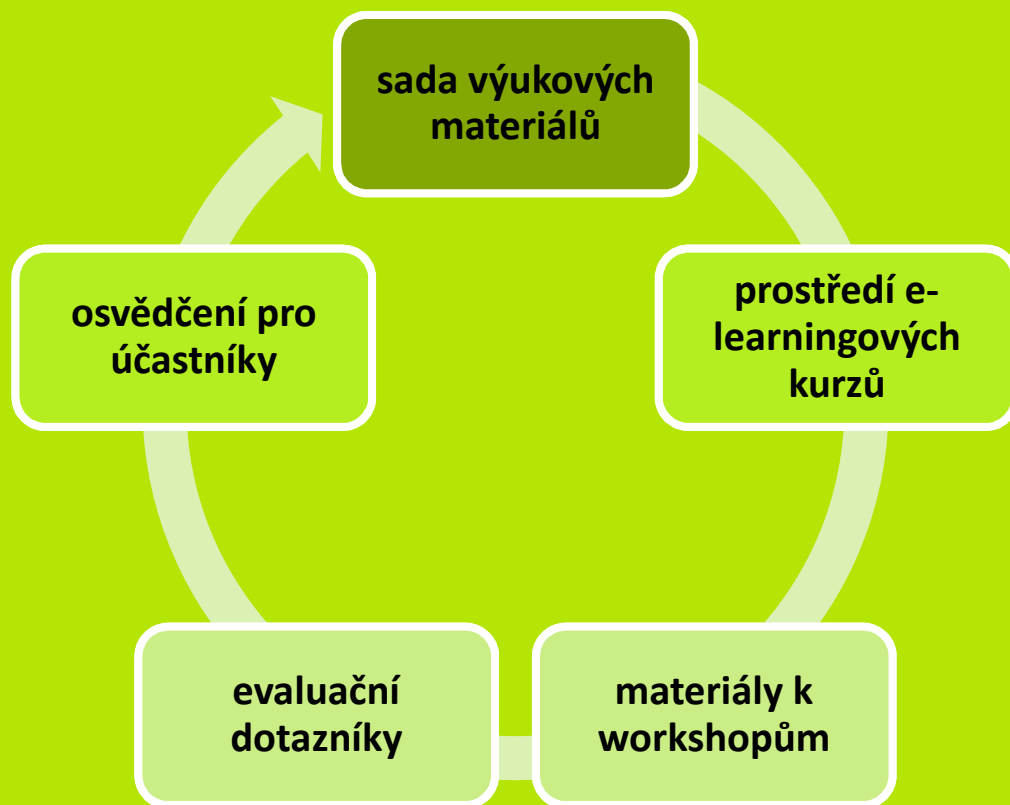 sada výukových
materiálů
prostředí e-
learningových
kurzů
materiály k
workshopům
evaluační
dotazníky
osvědčení pro
účastníky